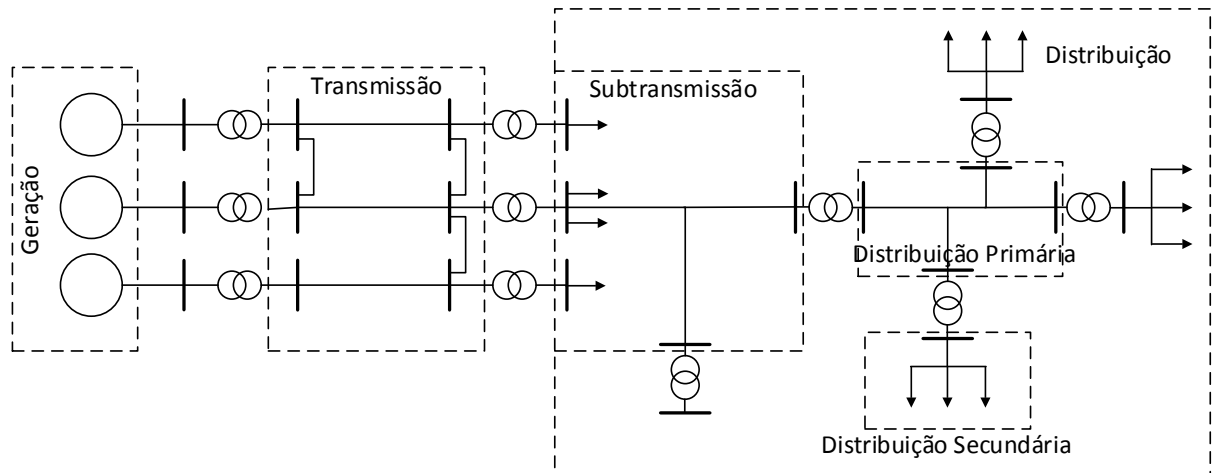 Geração
Transmissão
Subtransmissão
Distribuição
Distribuição Primária
Distribuição Secundária